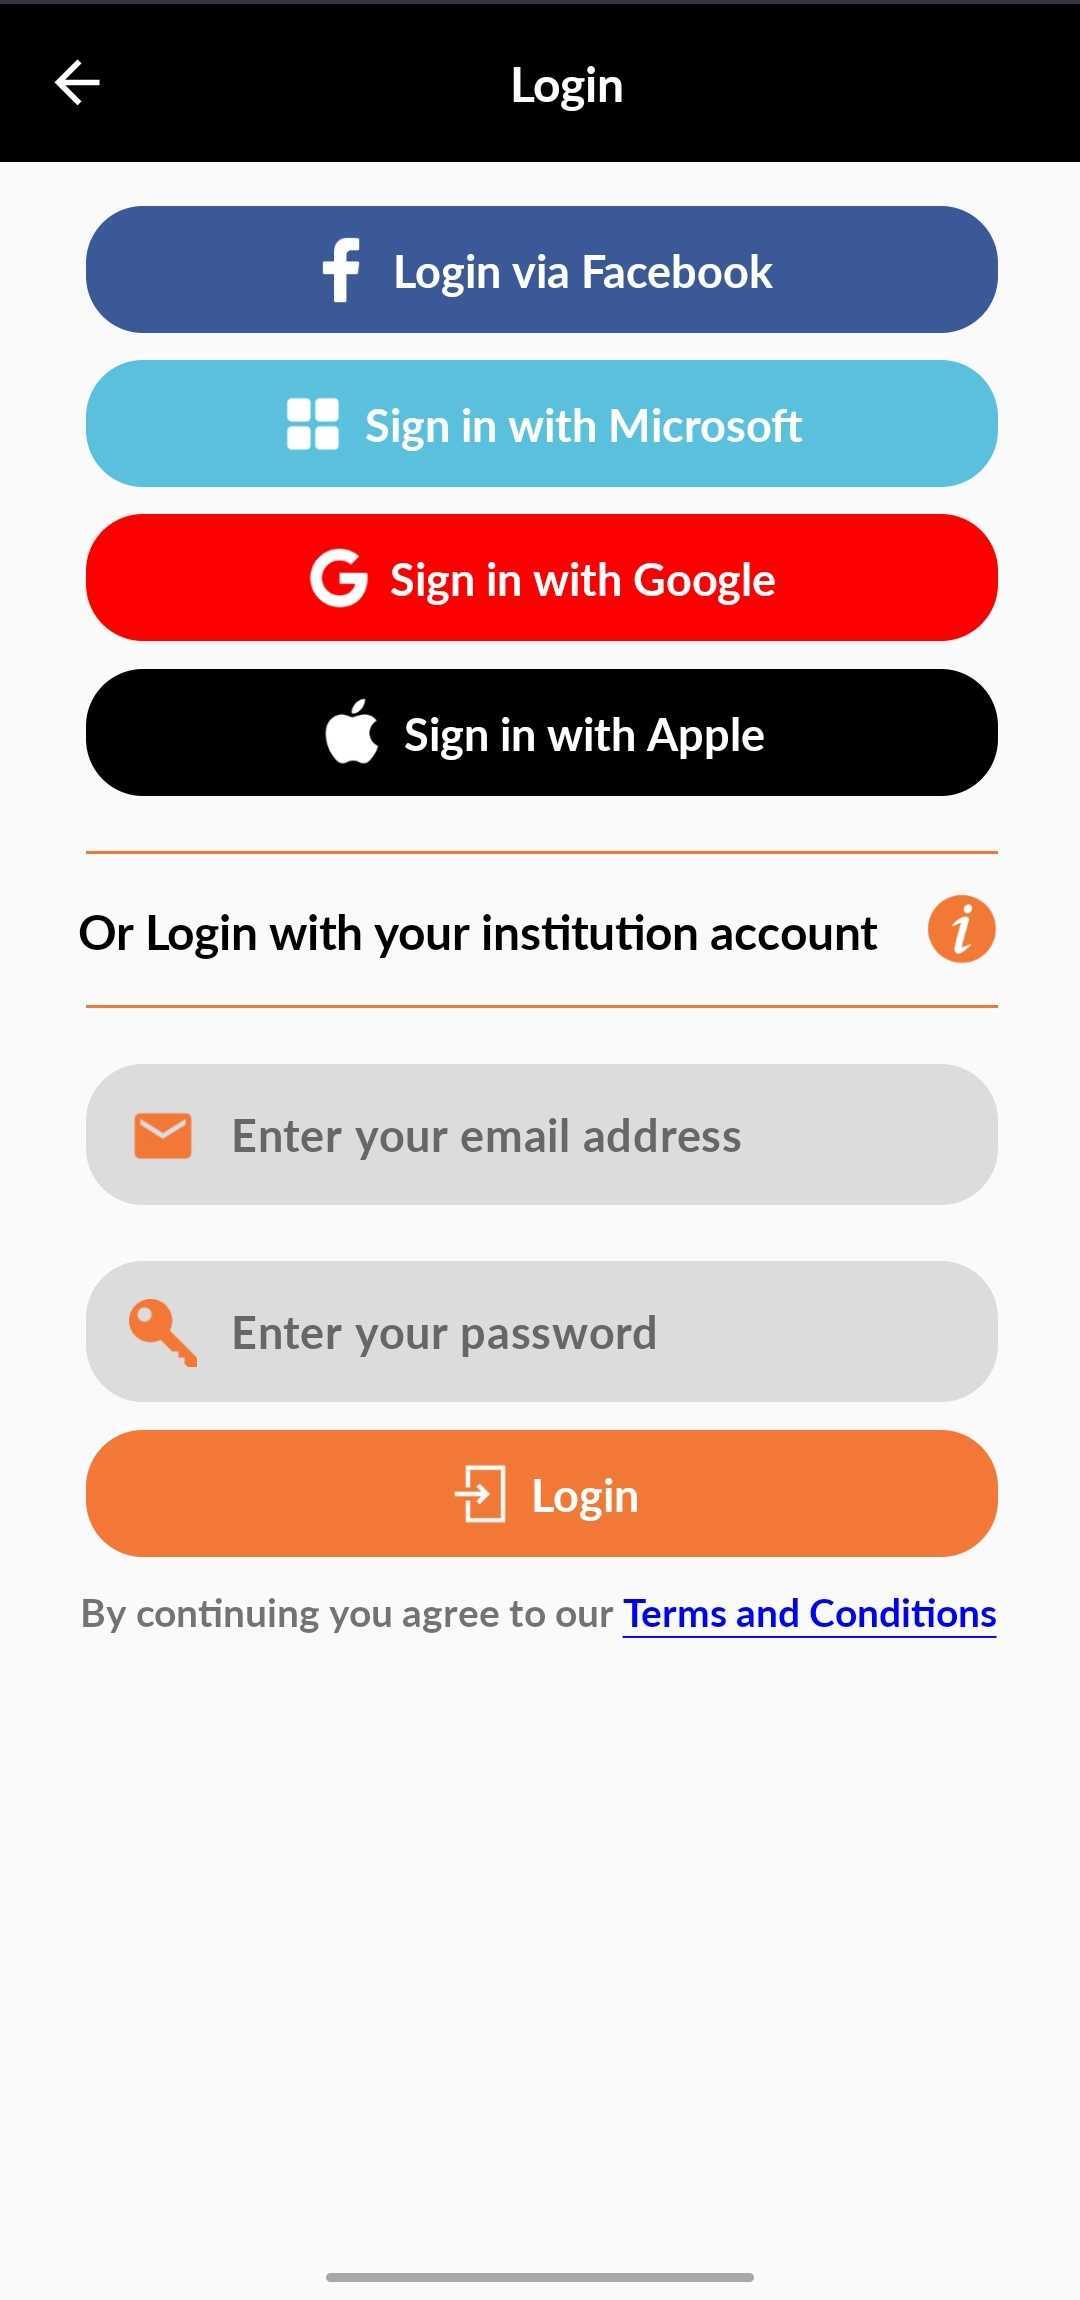 Login
Login via Facebook
Sign in with Microsoft
Sign in with Google
Sign in with Apple
Or Login with your institution account
Enter your email address
Enter your password
Login
By continuing you agree to our Terms and Conditions